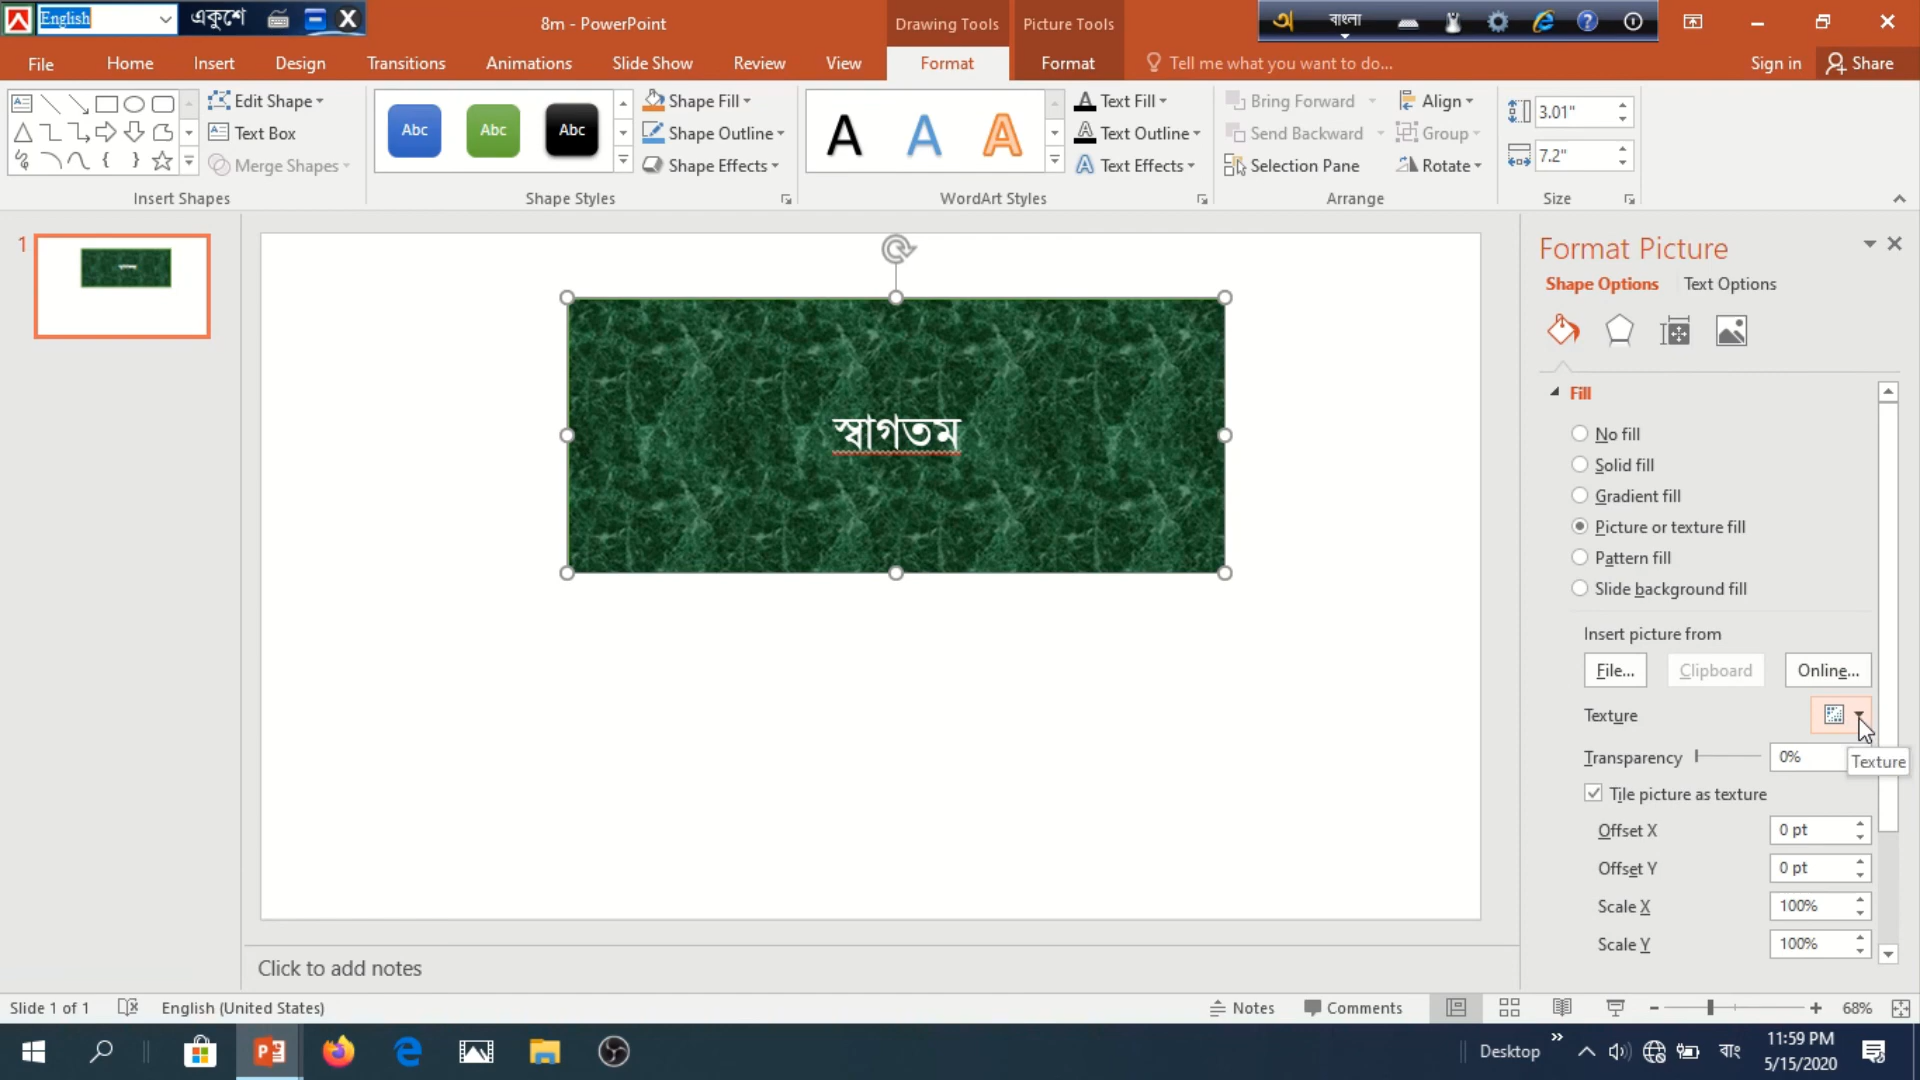 English
একুশে
8m - PowerPoint
Drawing Tools
Picture Tools
বাংলা
File
Home
Insert
Design
Transitions
Animations
Slide Show
Review
View
Format
Format
Tell me what you want to do...
Sign in
Share
Edit Shape
Text Box
Merge Shapes
Insert Shapes
Abc
Abc
Abc
Shape Fill
Shape Outline
Shape Effects
Shape Styles
A
A
A
Text Fill
Text Outline
Text Effects
WordArt Styles
Bring Forward
Send Backward
Selection Pane
Align
Group
Rotate
Arrange
3.01"
7.2"
Size
1
স্বাগতম
Format Picture
Shape Options
Text Options
Fill
No fill
Solid fill
Gradient fill
Picture or texture fill
Pattern fill
Slide background fill
Insert picture from
File...
Clipboard
Online...
Texture
Transparency
0%
Texture
Tile picture as texture
Offset X
0 pt
Offset Y
0 pt
Scale X
100%
Scale Y
100%
Click to add notes
Slide 1 of 1
English (United States)
Notes
Comments
68%
Desktop
বাং
11:59 PM
5/15/2020